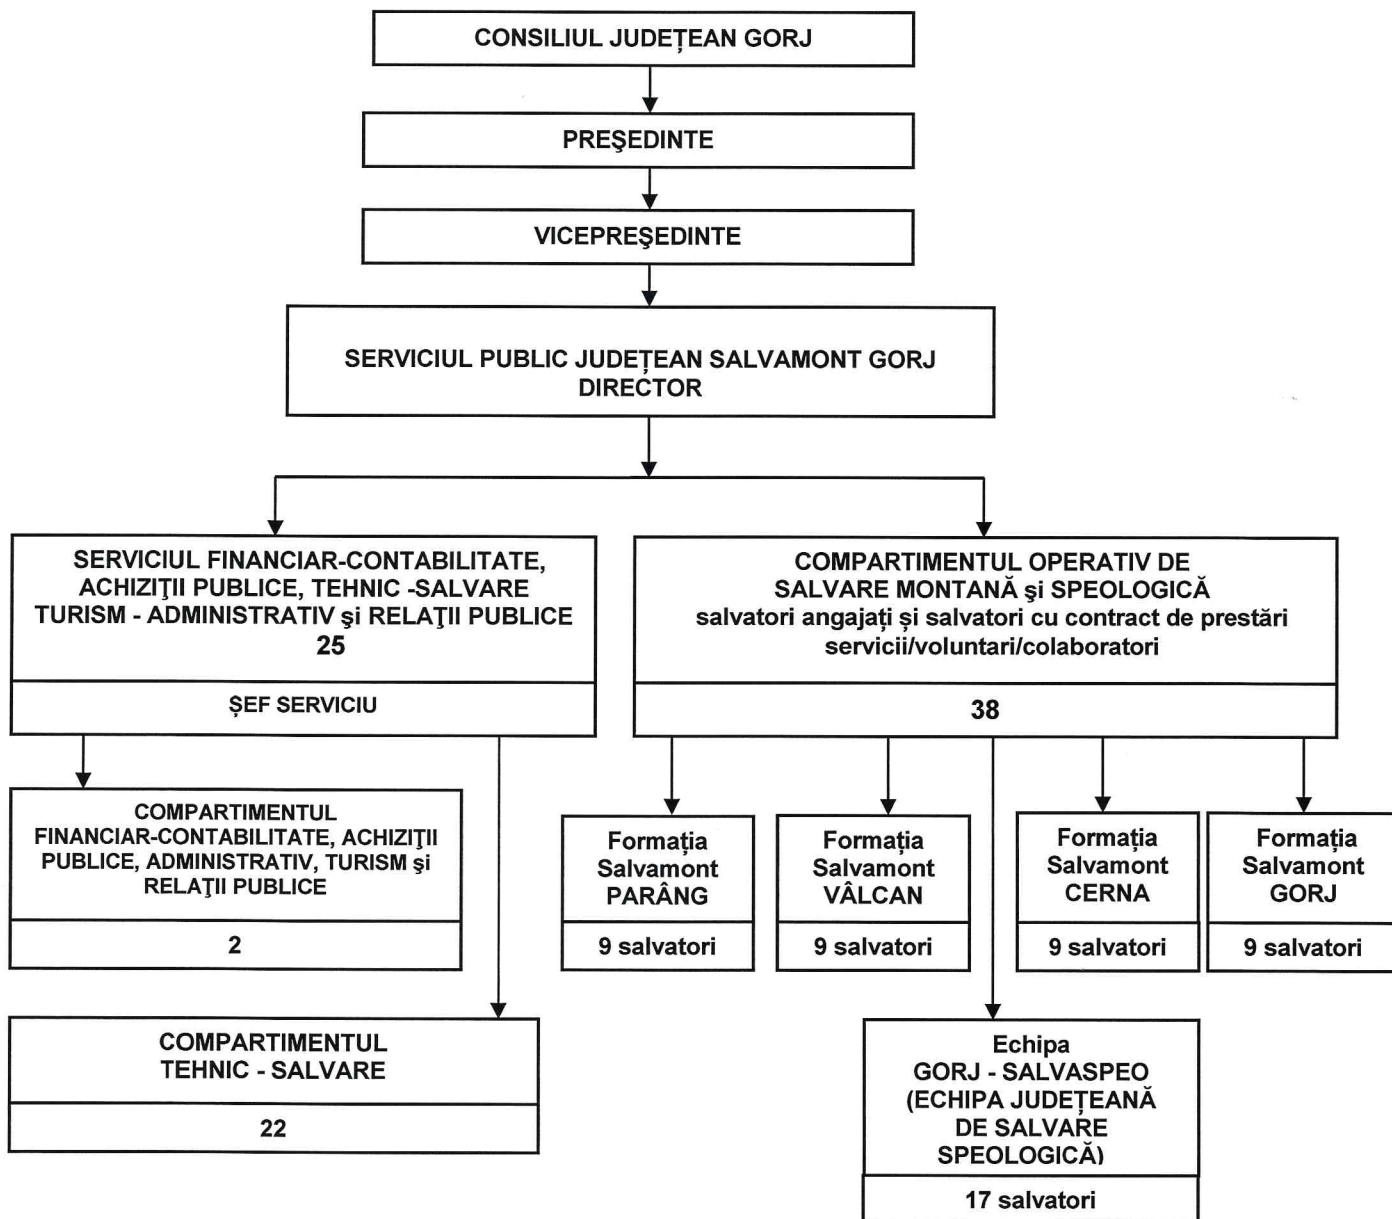 CONSILIUL JUDEȚEAN GORJ
PREŞEDINTE
VICEPREŞEDINTE
SERVICIUL PUBLIC JUDEȚEAN SALVAMONT GORJ
DIRECTOR
SERVICIUL FINANCIAR-CONTABILITATE,
ACHIZIŢII PUBLICE, TEHNIC -SALVARE
TURISM - ADMINISTRATIV şi RELAŢII PUBLICE
25
ȘEF SERVICIU
COMPARTIMENTUL OPERATIV DE
SALVARE MONTANĂ şi SPEOLOGICĂ
salvatori angajați și salvatori cu contract de prestări
servicii/voluntari/colaboratori
38
COMPARTIMENTUL
FINANCIAR-CONTABILITATE, ACHIZIŢII
PUBLICE, ADMINISTRATIV, TURISM şi
RELAŢII PUBLICE
2
Formația
Salvamont
PARÂNG
9 salvatori
Formația
Salvamont
VÂLCAN
9 salvatori
Formația
Salvamont
CERNA
9 salvatori
Formația
Salvamont
GORJ
9 salvatori
COMPARTIMENTUL
TEHNIC - SALVARE
22
Echipa
GORJ - SALVASPEO
(ECHIPA JUDEȚEANĂ
DE SALVARE
SPEOLOGICĂ)
17 salvatori